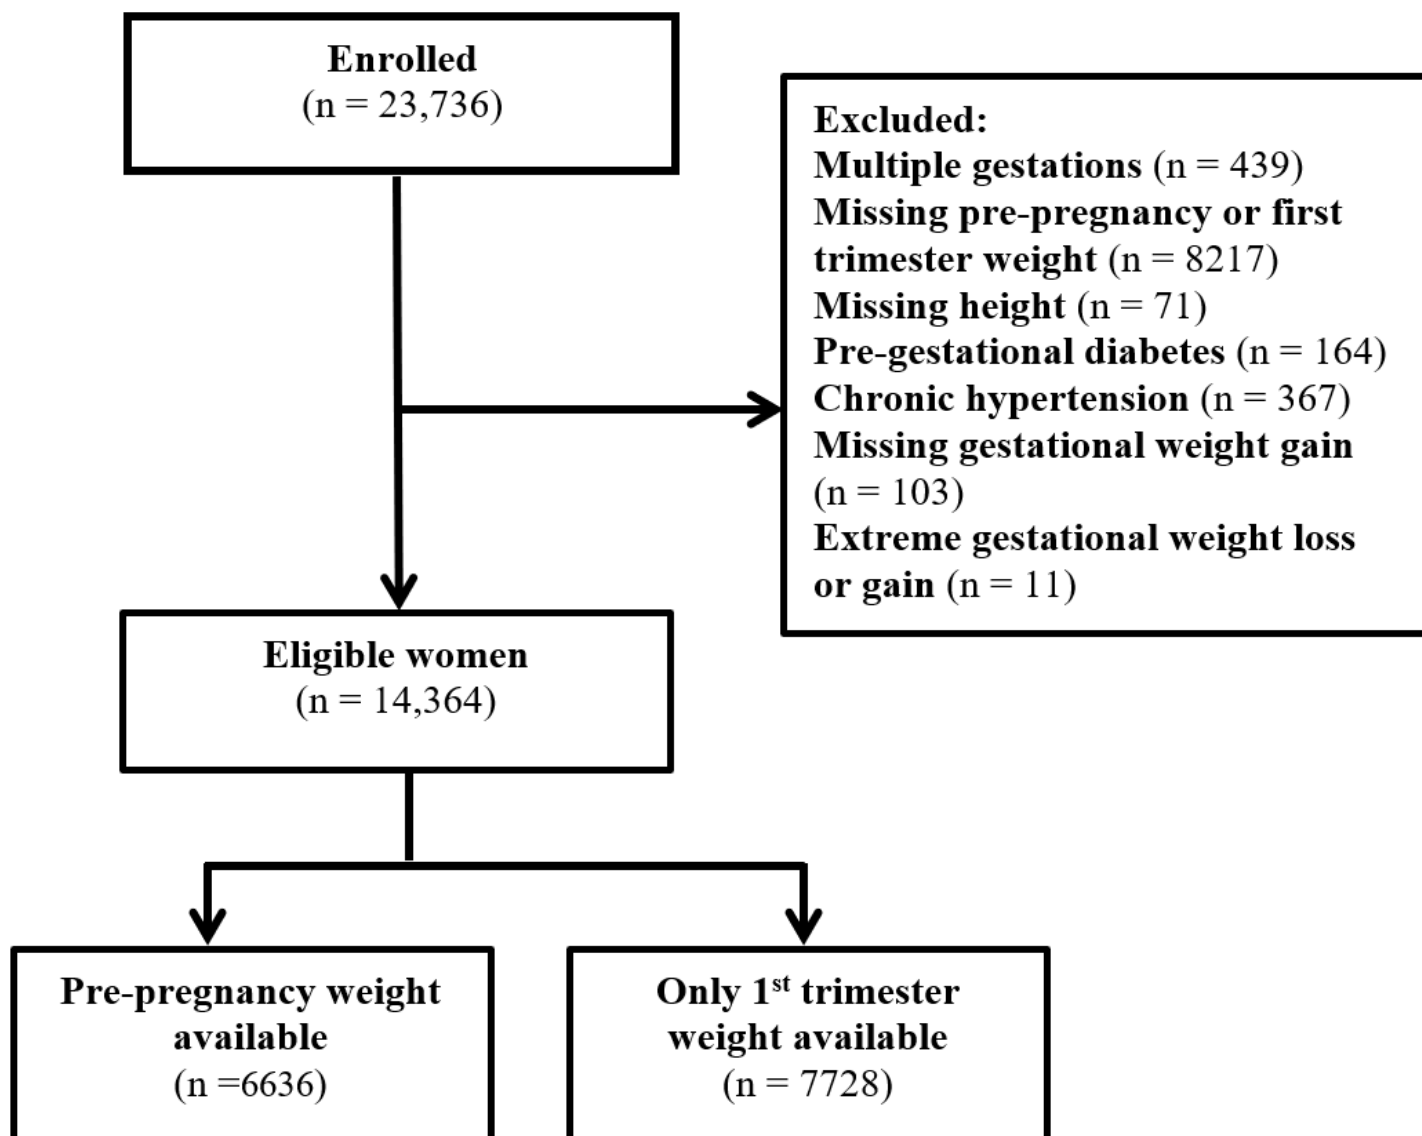 Enrolled
(n = 23,736)
Excluded:
Multiple gestations (n = 439)
Missing pre-pregnancy or first
trimester weight (n = 8217)
Missing height (n = 71)
Pre-gestational diabetes (n = 164)
Chronic hypertension (n = 367)
Missing gestational weight gain
(n = 103)
Extreme gestational weight loss
or gain (n = 11)
Eligible women
(n = 14,364)
Pre-pregnancy weight
available
(n =6636)
Only 1st trimester
weight available
(n = 7728)